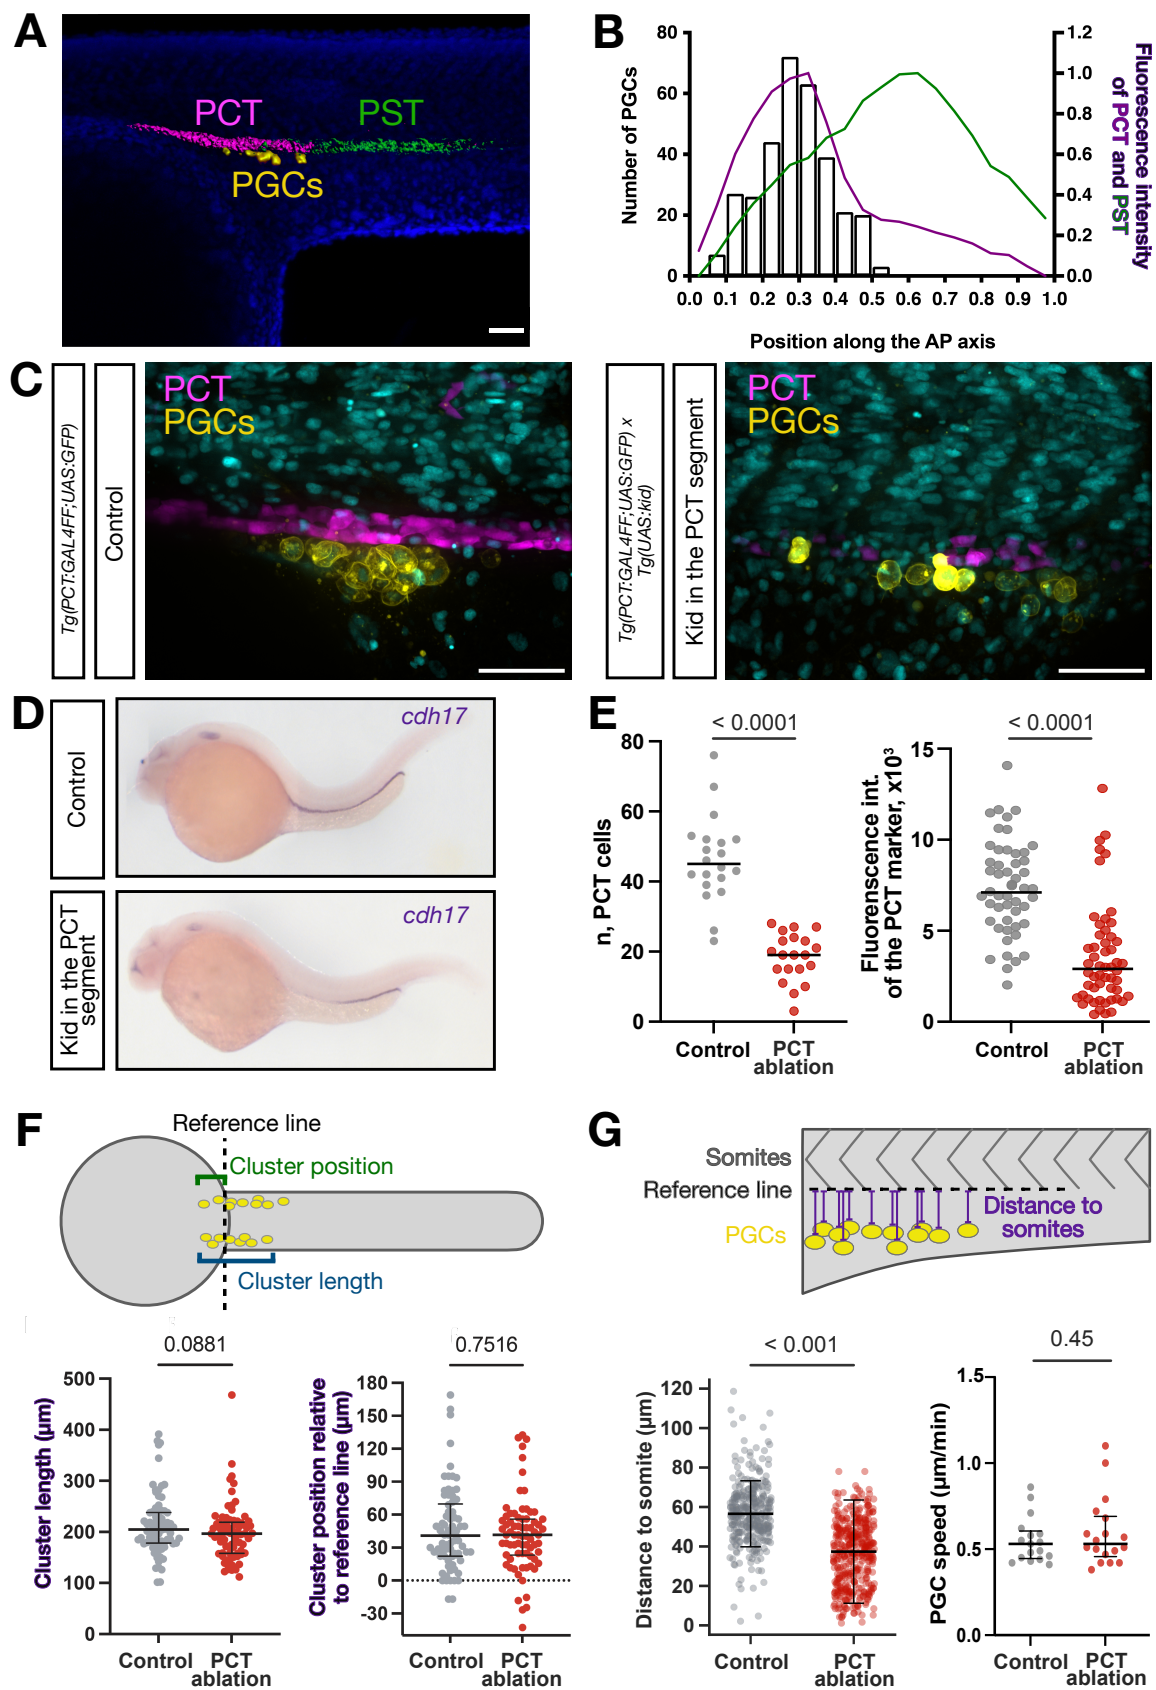 A
PCT
PST
PGCs
B
80
60
40
20
0
Number of PGCs
1.2
1.0
0.8
0.6
0.4
0.2
0.0
Fluorescence intensity
of PCT and PST
0.0 0.1 0.2 0.3 0.4 0.5 0.6 0.7 0.8 0.9 1.0
Position along the AP axis
C
Tg(PCT:GAL4FF;UAS:GFP)
Control
PCT
PGCs
Tg(PCT:GAL4FF;UAS:GFP) x
Tg(UAS:kid)
Kid in the PCT segment
PCT
PGCs
D
Control
cdh17
Kid in the PCT
segment
cdh17
E
< 0.0001
80
60
40
20
0
n, PCT cells
Control
PCT
ablation
< 0.0001
15
10
5
0
Fluorenscence int.
of the PCT marker, x10³
Control
PCT
ablation
F
Reference line
Cluster position
Cluster length
0.0881
500
400
300
200
100
0
Cluster length (µm)
Control
PCT
ablation
0.7516
180
150
120
90
60
30
0
-30
Cluster position relative
to reference line (µm)
Control
PCT
ablation
G
Somites
Reference line
PGCs
Distance to
somites
< 0.001
120
100
80
60
40
20
0
Distance to somite (µm)
Control
PCT
ablation
0.45
1.5
1.0
0.5
0.0
PGC speed (µm/min)
Control
PCT
ablation